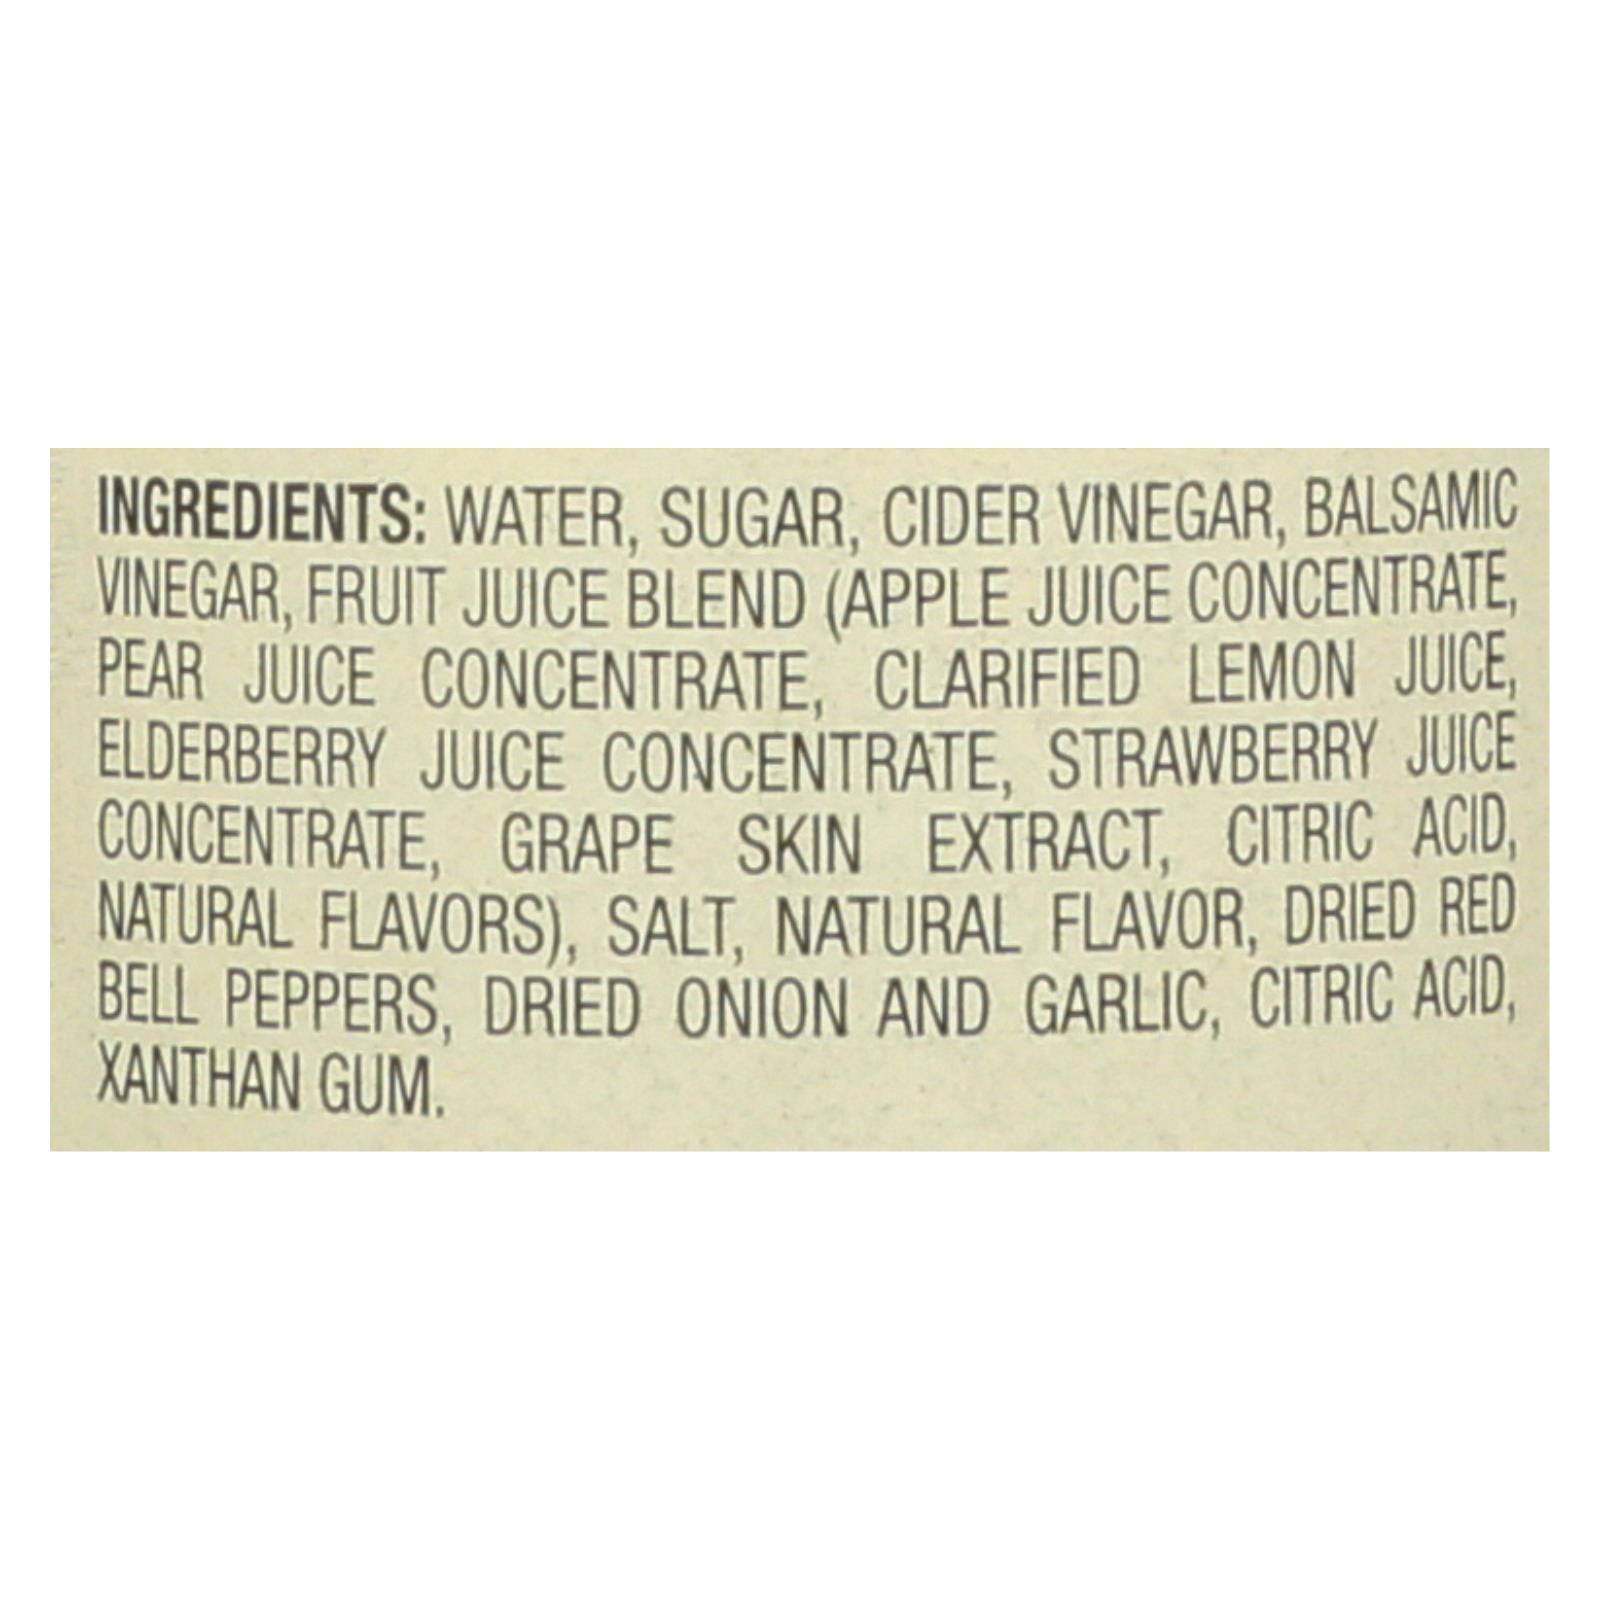 INGREDIENTS: WATER, SUGAR, CIDER VINEGAR, BALSAMIC
VINEGAR, FRUIT JUICE BLEND (APPLE JUICE CONCENTRATE,
PEAR JUICE CONCENTRATE, CLARIFIED LEMON JUICE,
ELDERBERRY JUICE CONCENTRATE, STRAWBERRY JUICE
CONCENTRATE, GRAPE SKIN EXTRACT, CITRIC ACID,
NATURAL FLAVORS), SALT, NATURAL FLAVOR, DRIED RED
BELL PEPPERS, DRIED ONION AND GARLIC, CITRIC ACID,
XANTHAN GUM.